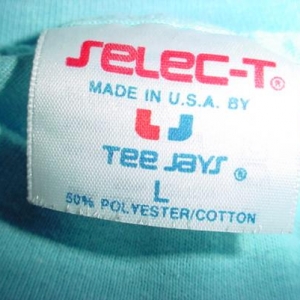 SELEC-T®
MADE IN U.S.A. BY
TEE JAYS ®
L
50% POLYESTER/COTTON